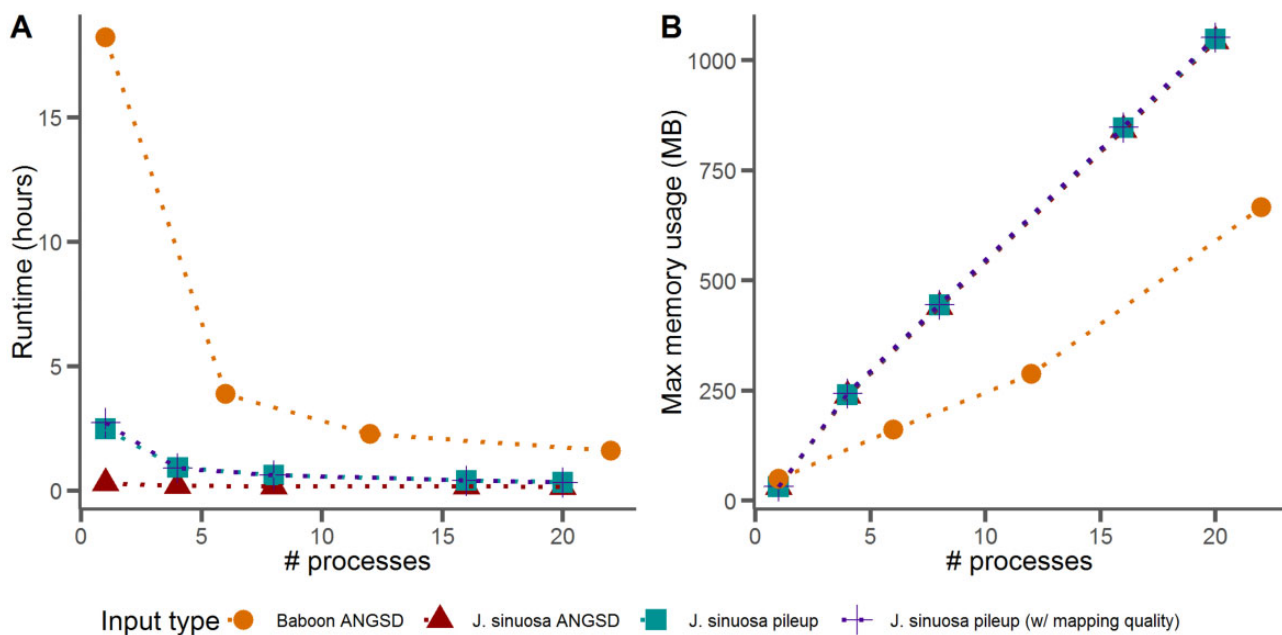 A
Runtime (hours)
15
10
5
0
0 5 10 15 20
# processes
B
Max memory usage (MB)
1000
750
500
250
0
0 5 10 15 20
# processes
Input type Baboon ANGSD J. sinuosa ANGSD J. sinuosa pileup J. sinuosa pileup (w/ mapping quality)